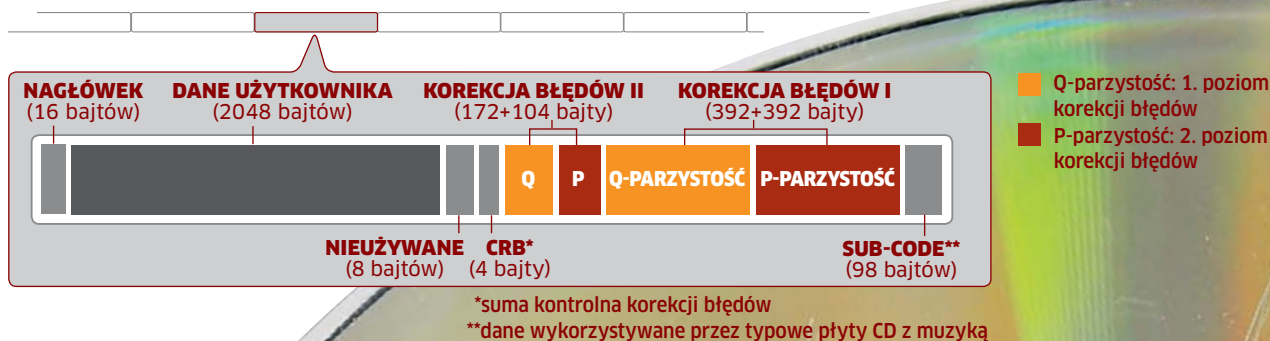 NAGŁÓWEK
(16 bajtów)
DANE UŻYTKOWNIKA
(2048 bajtów)
KOREKCJA BŁĘDÓW II
(172+104 bajty)
KOREKCJA BŁĘDÓW I
(392+392 bajty)
Q
P
Q-PARZYSTOŚĆ
P-PARZYSTOŚĆ
NIEUŻYWANE
(8 bajtów)
CRB*
(4 bajty)
SUB-CODE**
(98 bajtów)
Q-parzystość: 1. poziom
korekcji błędów
P-parzystość: 2. poziom
korekcji błędów
*suma kontrolna korekcji błędów
**dane wykorzystywane przez typowe płyty CD z muzyką